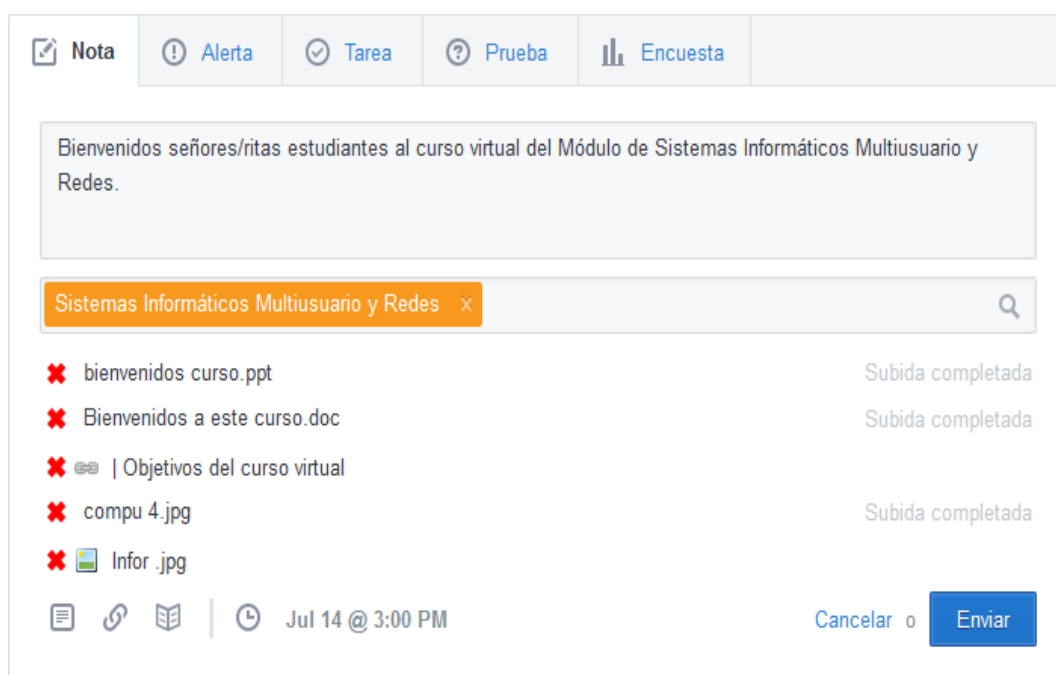 Nota Alerta Tarea Prueba Encuesta
Bienvenidos señores/ritas estudiantes al curso virtual del Módulo de Sistemas Informáticos Multiusuario y
Redes.
Sistemas Informáticos Multiusuario y Redes x
bienvenidos curso.ppt Subida completada
Bienvenidos a este curso.doc Subida completada
| Objetivos del curso virtual
compu 4.jpg Subida completada
Infor .jpg
Jul 14 @ 3:00 PM Cancelar o Enviar